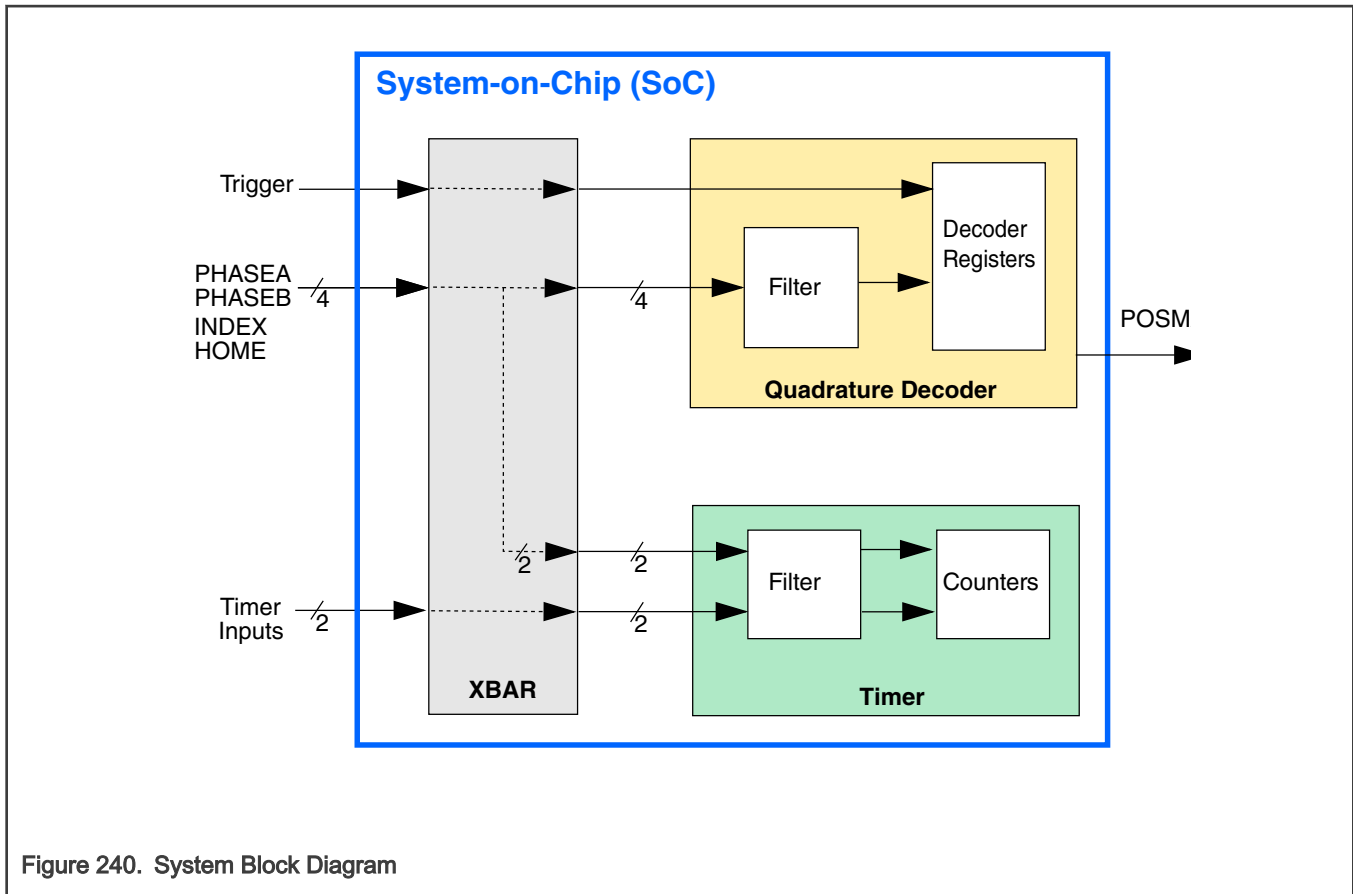 System-on-Chip (SoC)
Trigger
PHASEA
PHASEB
INDEX
HOME
4
4
Filter
Decoder
Registers
POSM
Quadrature Decoder
2
2
Timer
Inputs
2
2
Filter
Counters
XBAR
Timer
Figure 240. System Block Diagram